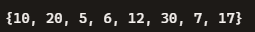 {10, 20, 5, 6, 12, 30, 7, 17}